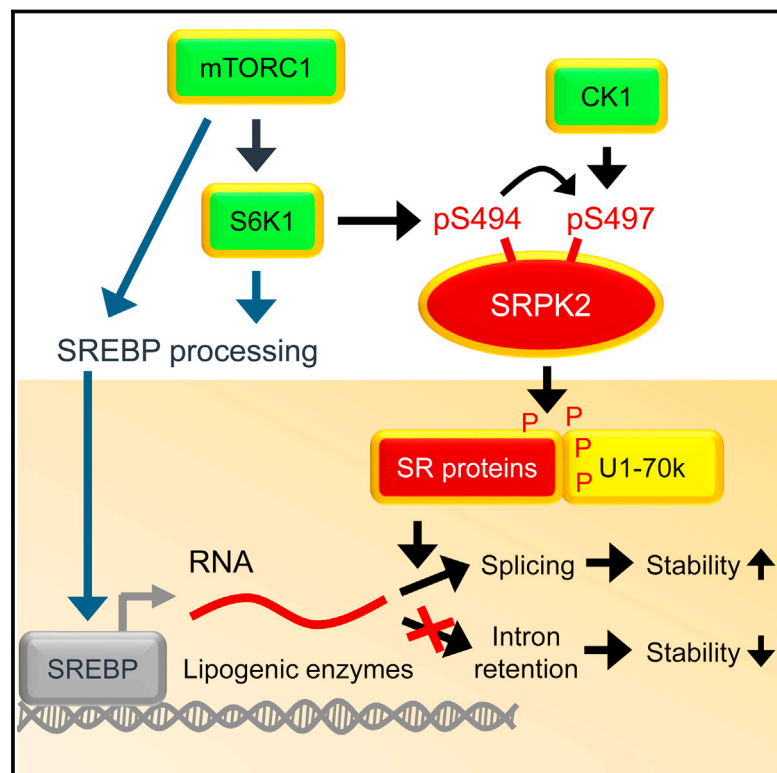 mTORC1
CK1
S6K1
pS494
pS497
SRPK2
SREBP processing
P
P
P
P
SR proteins
U1-70k
RNA
Splicing
Stability
Lipogenic enzymes
Intron
retention
Stability
SREBP